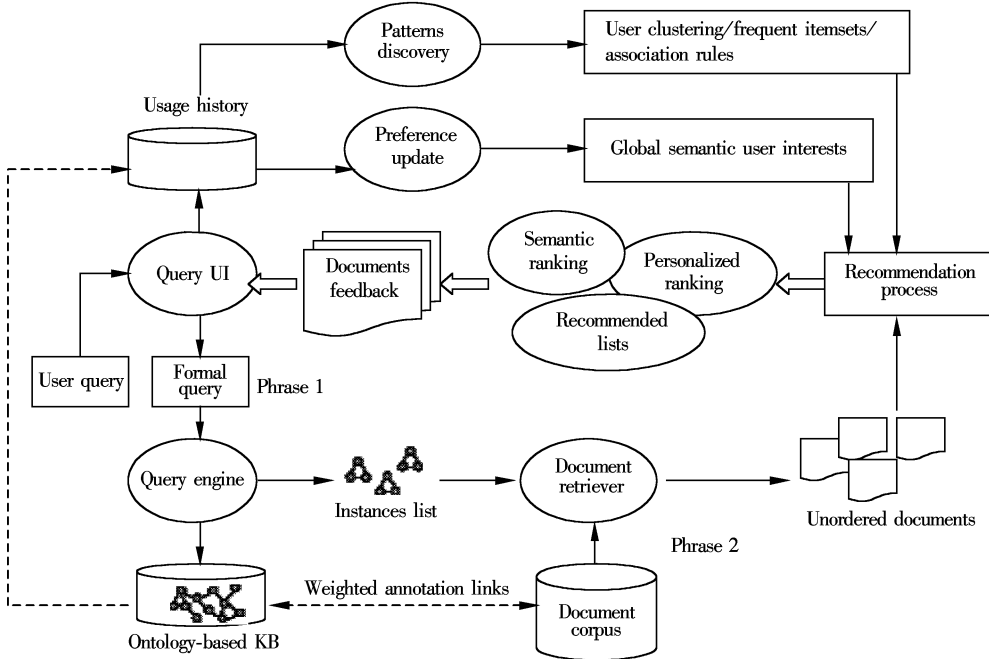 Patterns
discovery
User clustering/frequent itemsets/
association rules
Usage history
Preference
update
Global semantic user interests
Query UI
Documents
feedback
Semantic
ranking
Personalized
ranking
Recommended
lists
Recommendation
process
User query
Formal
query
Phrase 1
Query engine
Instances list
Document
retriever
Unordered documents
Phrase 2
Weighted annotation links
Document
corpus
Ontology-based KB